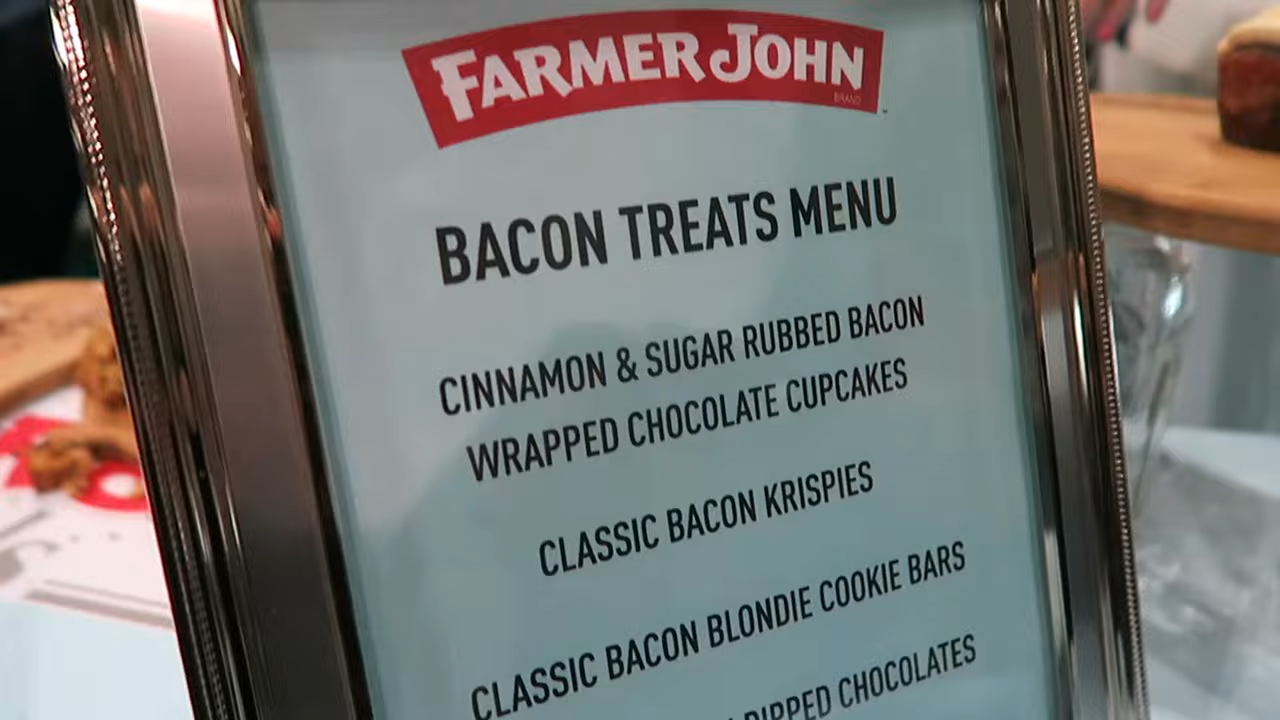 FARMER JOHN
BRAND
BACON TREATS MENU
CINNAMON & SUGAR RUBBED BACON
WRAPPED CHOCOLATE CUPCAKES
CLASSIC BACON KRISPIES
CLASSIC BACON BLONDIE COOKIE BARS
DIPPED CHOCOLATES